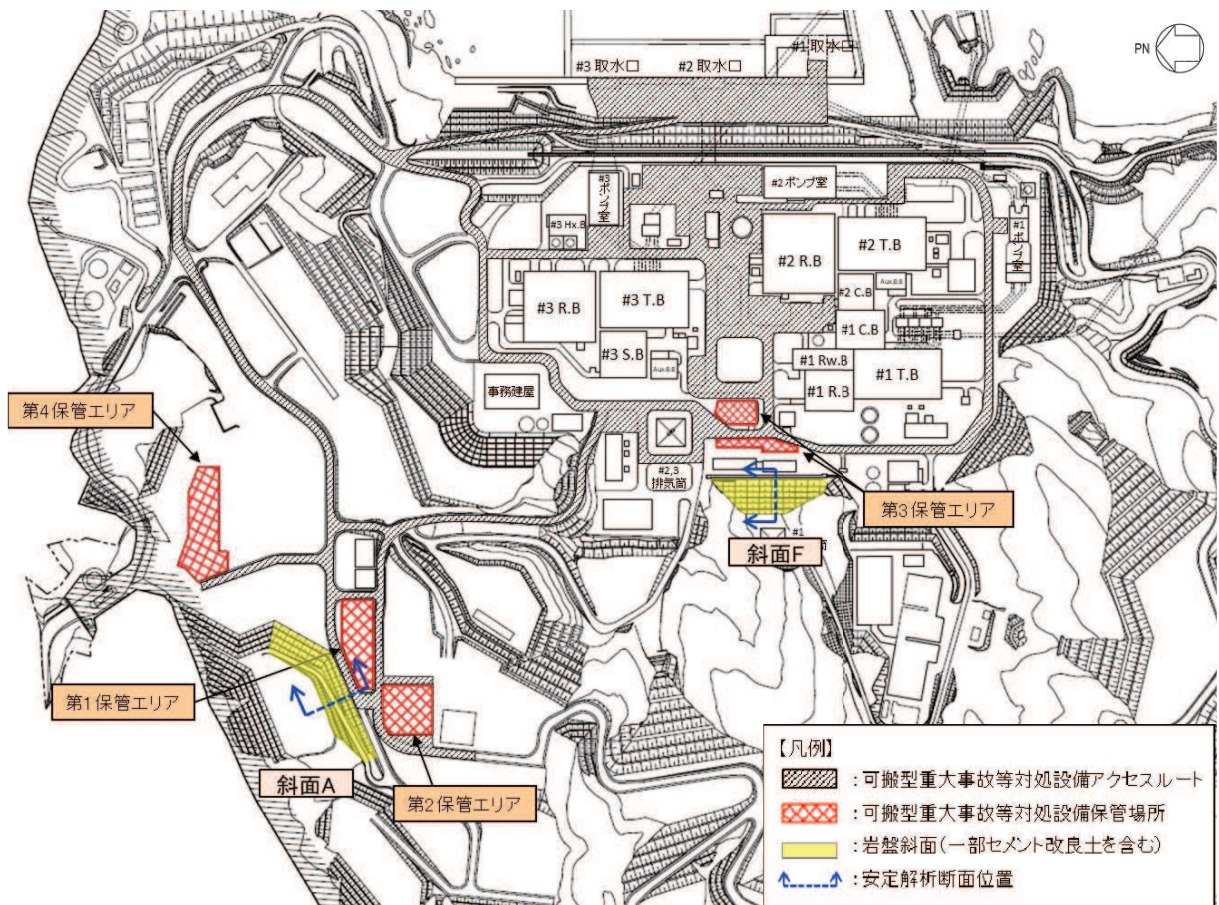 #1 取水口
#3 取水口
#2 取水口
PN
#3
ポンプ室
#2 ポンプ室
#3 Hx.B
#1
ポンプ室
#2 R.B
#2 T.B
#3 R.B
#3 T.B
#2 C.B
Aux.B.B
#1 C.B
#3 S.B
Aux.B.B
#1 Rw.B
#1 R.B
#1 T.B
事務建屋
第4保管エリア
#2,3
排気筒
第3保管エリア
#1
斜面F
第1保管エリア
斜面A
第2保管エリア
【凡例】
:可搬型重大事故等対処設備アクセスルート
:可搬型重大事故等対処設備保管場所
:岩盤斜面(一部セメント改良土を含む)
:安定解析断面位置